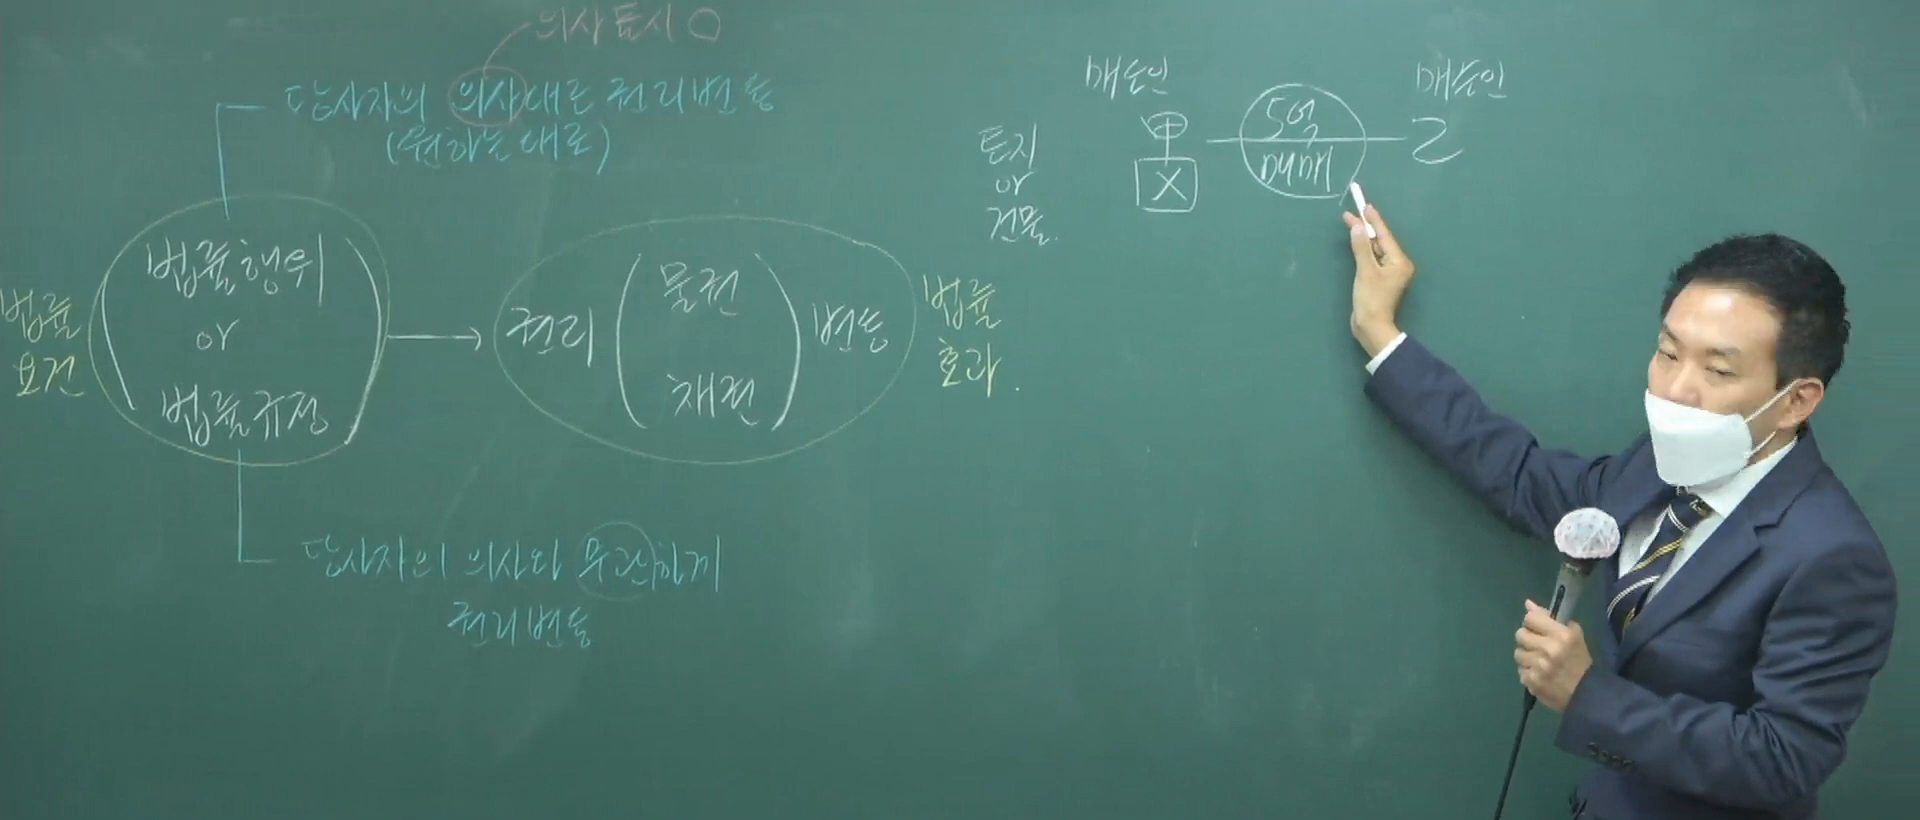 의사표시 ○
당사자의 의사대로 권리변동
(원하는대로)
법률행위
or
법률규정
법률
요건
권리 ( 물권 채권 ) 변동
법률
효과.
당사자의 의사와 무관하게
권리변동
매도인
매수인
甲
5억
매매
乙
X
토지
or
건물.